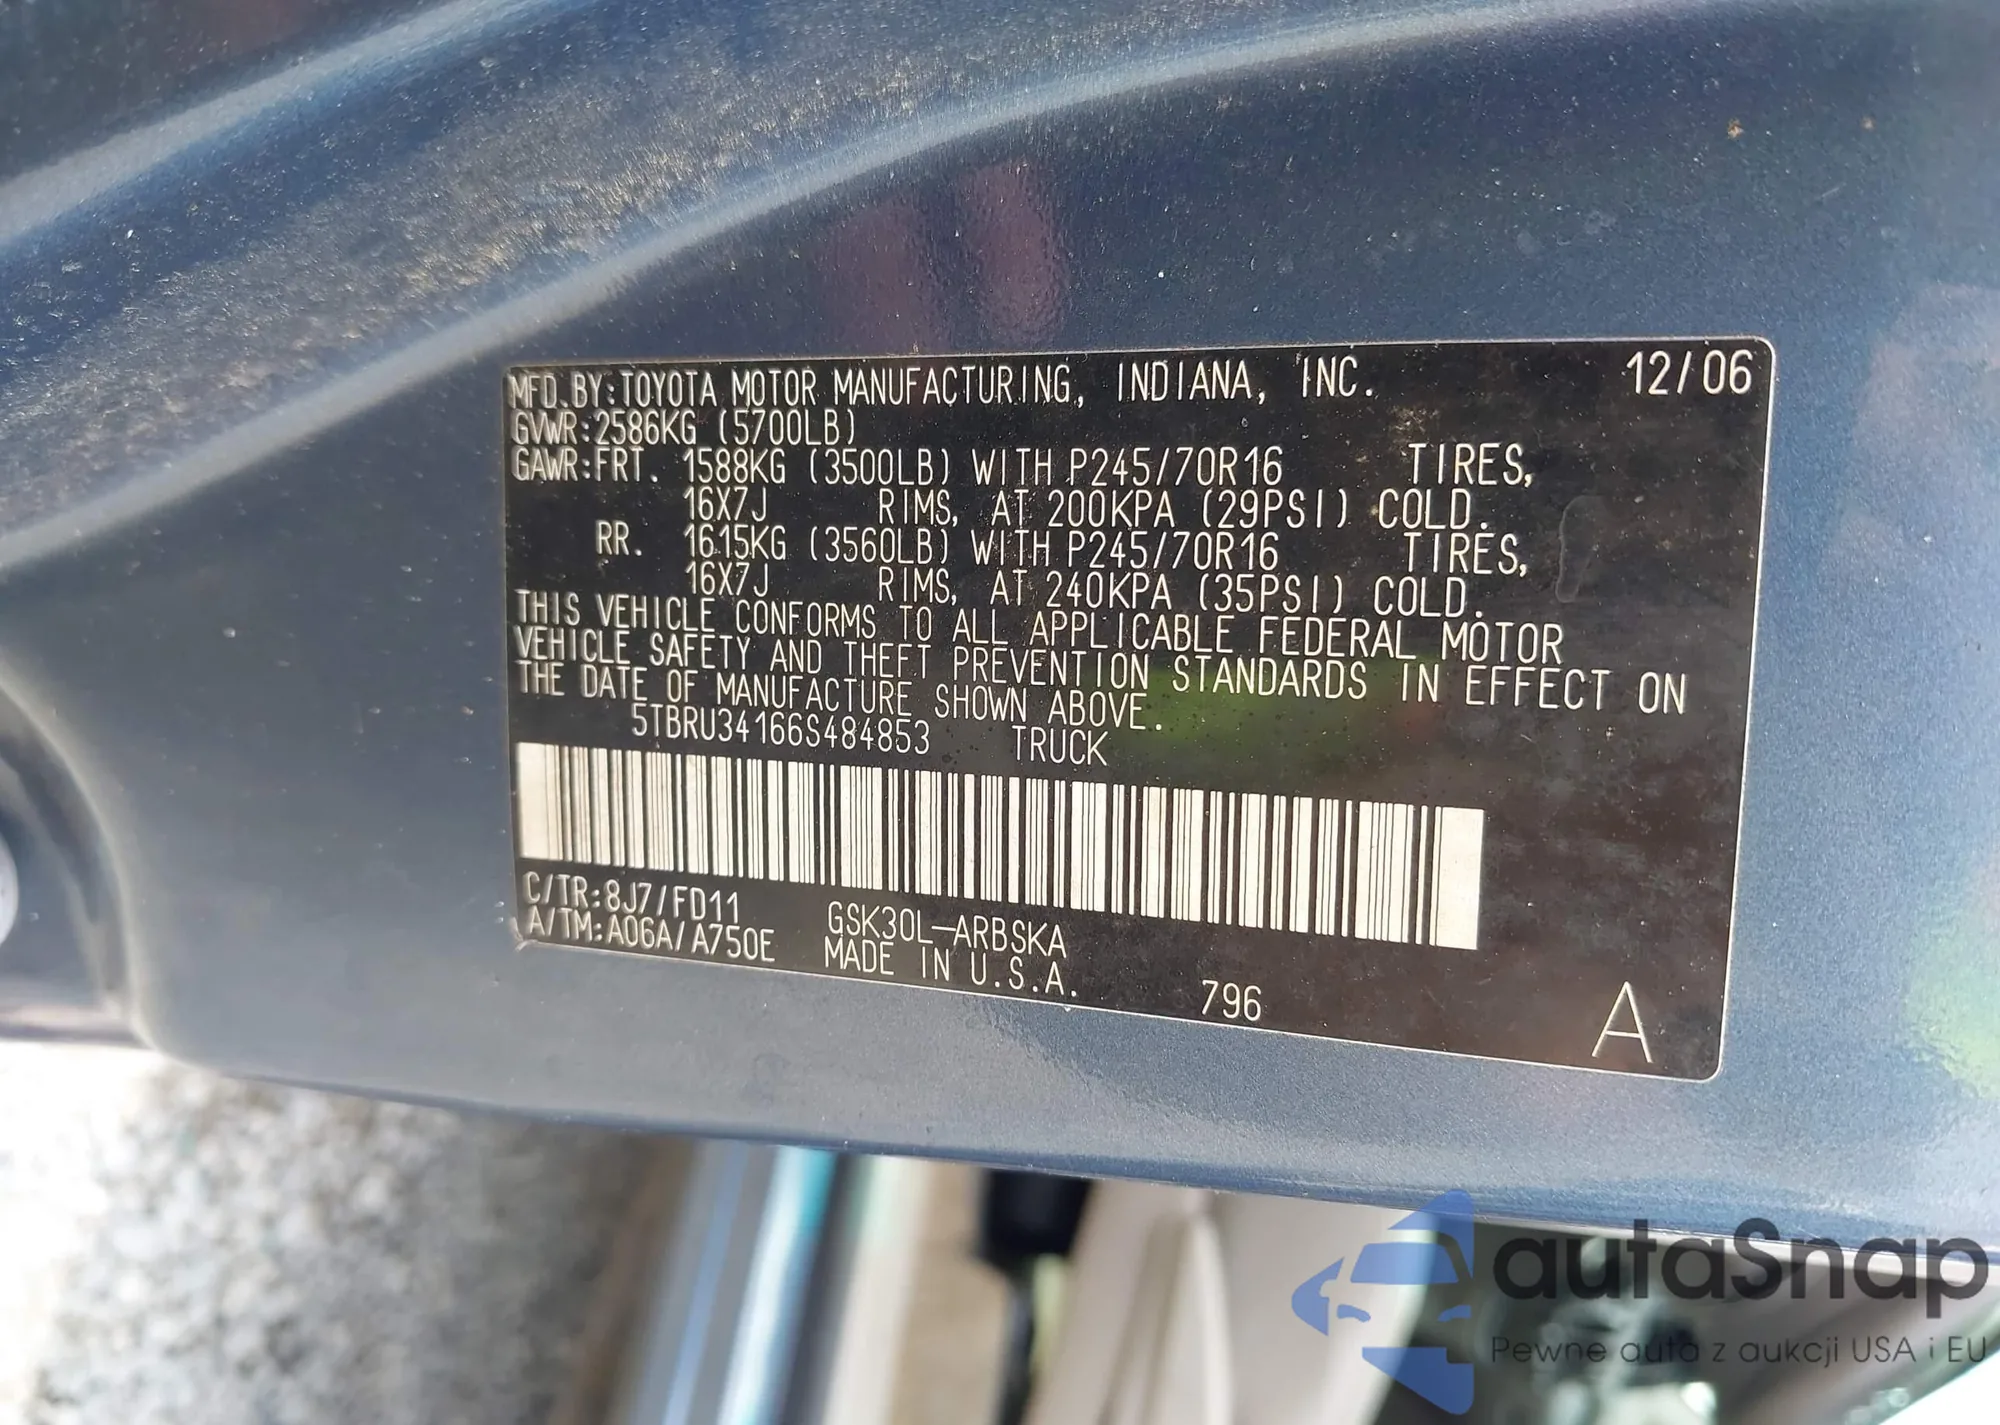 MFD.BY:TOYOTA MOTOR MANUFACTURING, INDIANA, INC. 12/06
GVWR:2586KG (5700LB)
GAWR:FRT. 1588KG (3500LB) WITH P245/70R16 TIRES,
16X7J RIMS, AT 200KPA (29PSI) COLD.
RR. 1615KG (3560LB) WITH P245/70R16 TIRES,
16X7J RIMS, AT 240KPA (35PSI) COLD.
THIS VEHICLE CONFORMS TO ALL APPLICABLE FEDERAL MOTOR
VEHICLE SAFETY AND THEFT PREVENTION STANDARDS IN EFFECT ON
THE DATE OF MANUFACTURE SHOWN ABOVE.
5TBRU34166S484853 TRUCK
C/TR:8J7/FD11
A/TM:A06A/A750E
GSK30L-ARBSKA
MADE IN U.S.A.
796
A
autaSnap
Pewne auta z aukcji USA i EU